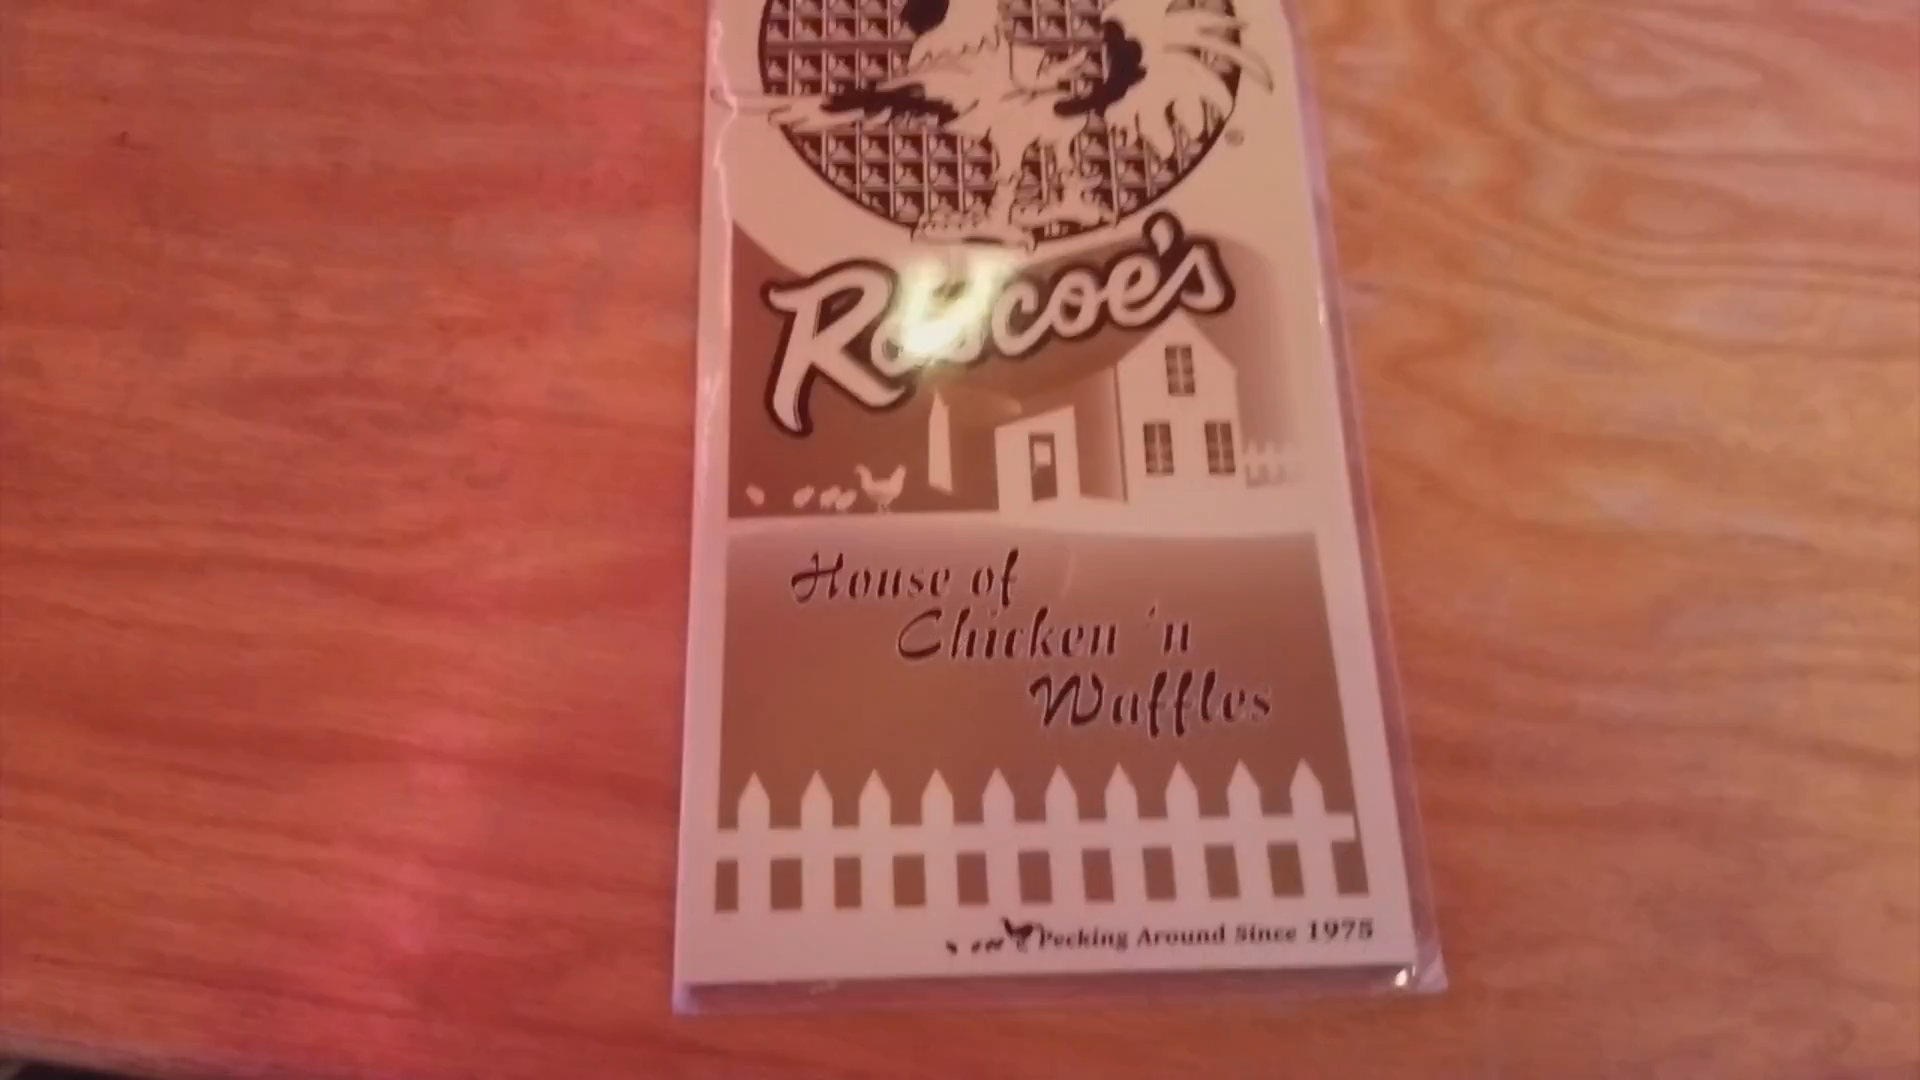 Roscoe's
House of
Chicken 'n
Waffles
Pecking Around Since 1975